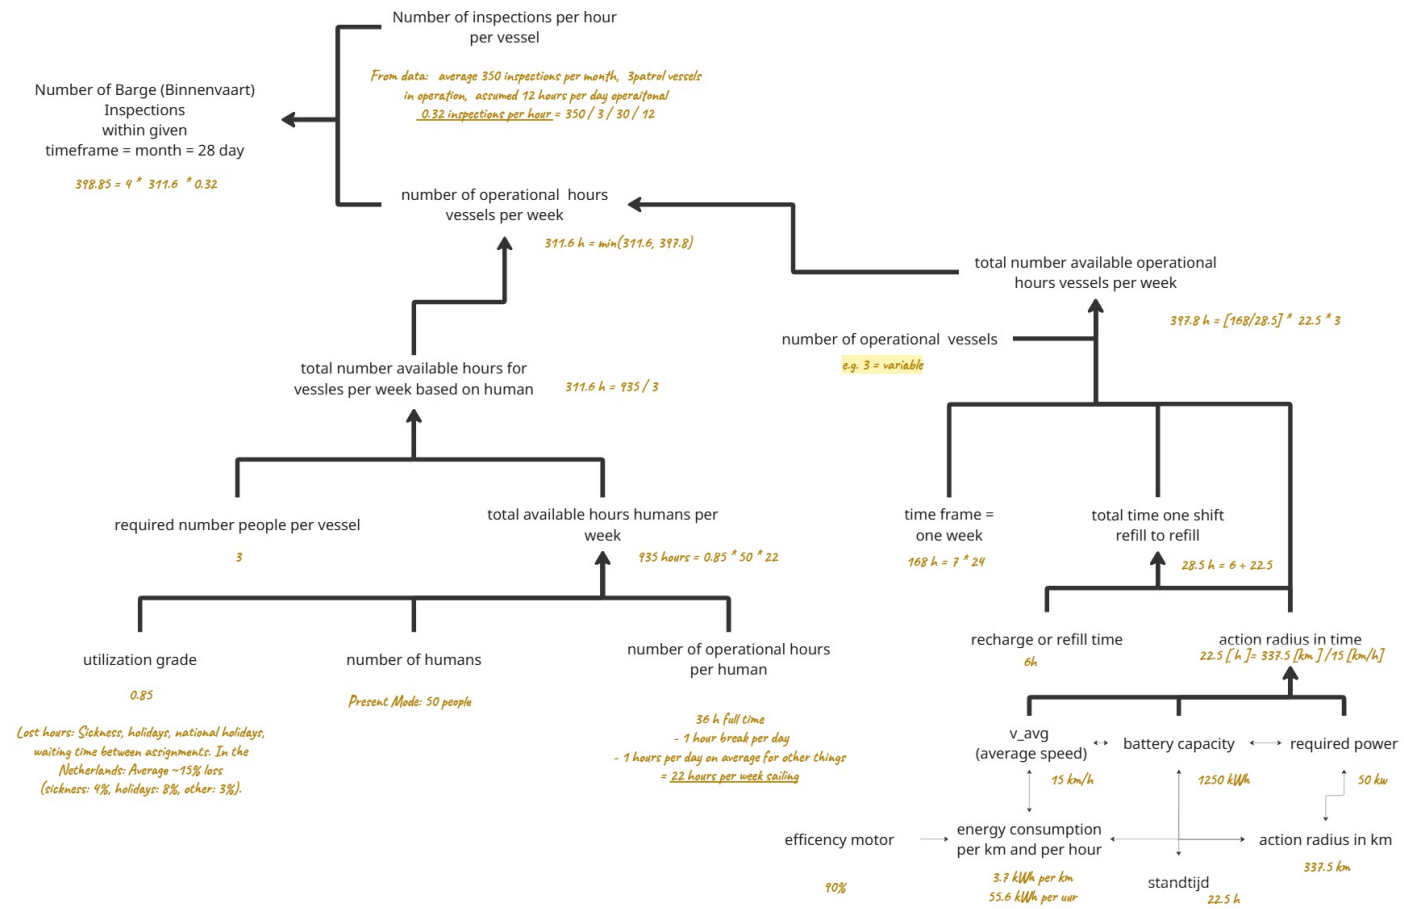 Number of inspections per hour
per vessel
From data: average 350 inspections per month, 3patrol vessels
in operation, assumed 12 hours per day operaitonal
0.32 inspections per hour = 350 / 3 / 30 / 12
Number of Barge (Binnenvaart)
Inspections
within given
timeframe = month = 28 day
398.85 = 4 * 311.6 * 0.32
number of operational hours
vessels per week
311.6 h = min(311.6, 397.8)
total number available operational
hours vessels per week
397.8 h = [168/28.5] * 22.5 * 3
number of operational vessels
e.g. 3 = variable
total number available hours for
vessles per week based on human
311.6 h = 935 / 3
required number people per vessel
3
total available hours humans per
week
935 hours = 0.85 * 50 * 22
time frame =
one week
168 h = 7 * 24
total time one shift
refill to refill
28.5 h = 6 + 22.5
utilization grade
0.85
Lost hours: Sickness, holidays, national holidays,
waiting time between assignments. In the
Netherlands: Average ~15% loss
(sickness: 4%, holidays: 8%, other: 3%).
number of humans
Present Mode: 50 people
number of operational hours
per human
36 h full time
- 1 hour break per day
- 1 hours per day on average for other things
= 22 hours per week sailing
recharge or refill time
6h
action radius in time
22.5 [ h ]= 337.5 [km ] /15 [km/h]
v_avg
(average speed)
15 km/h
battery capacity
1250 kWh
required power
50 kw
efficency motor
90%
energy consumption
per km and per hour
3.7 kWh per km
55.6 kWh per uur
action radius in km
337.5 km
standtijd
22.5 h